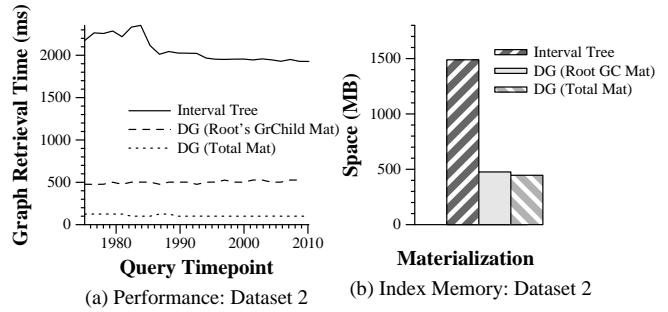 Graph Retrieval Time (ms)
2000
1500
1000
500
0
Interval Tree
DG (Root's GrChild Mat)
DG (Total Mat)
1980
1990
2000
2010
Query Timepoint
(a) Performance: Dataset 2
Space (MB)
1500
1000
500
0
Interval Tree
DG (Root GC Mat)
DG (Total Mat)
Materialization
(b) Index Memory: Dataset 2